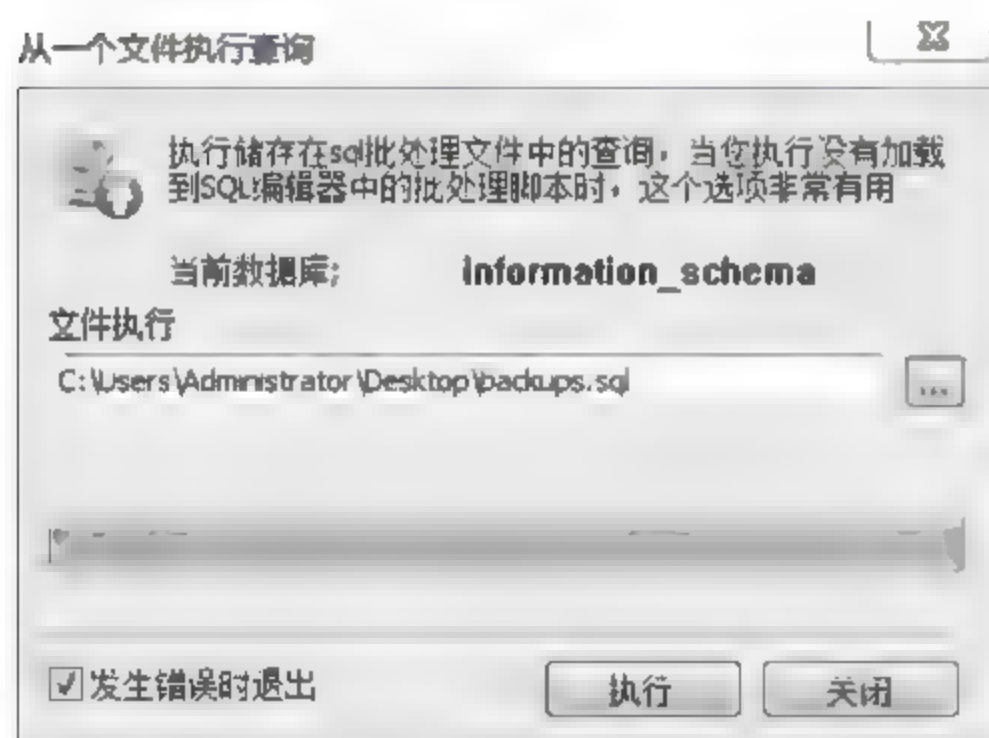 从一个文件执行查询
执行储存在sql批处理文件中的查询，当您执行没有加载
到SQL编辑器中的批处理脚本时，这个选项非常有用
当前数据库: information_schema
文件执行
C:\Users\Administrator\Desktop\backups.sql
...
发生错误时退出
执行
关闭